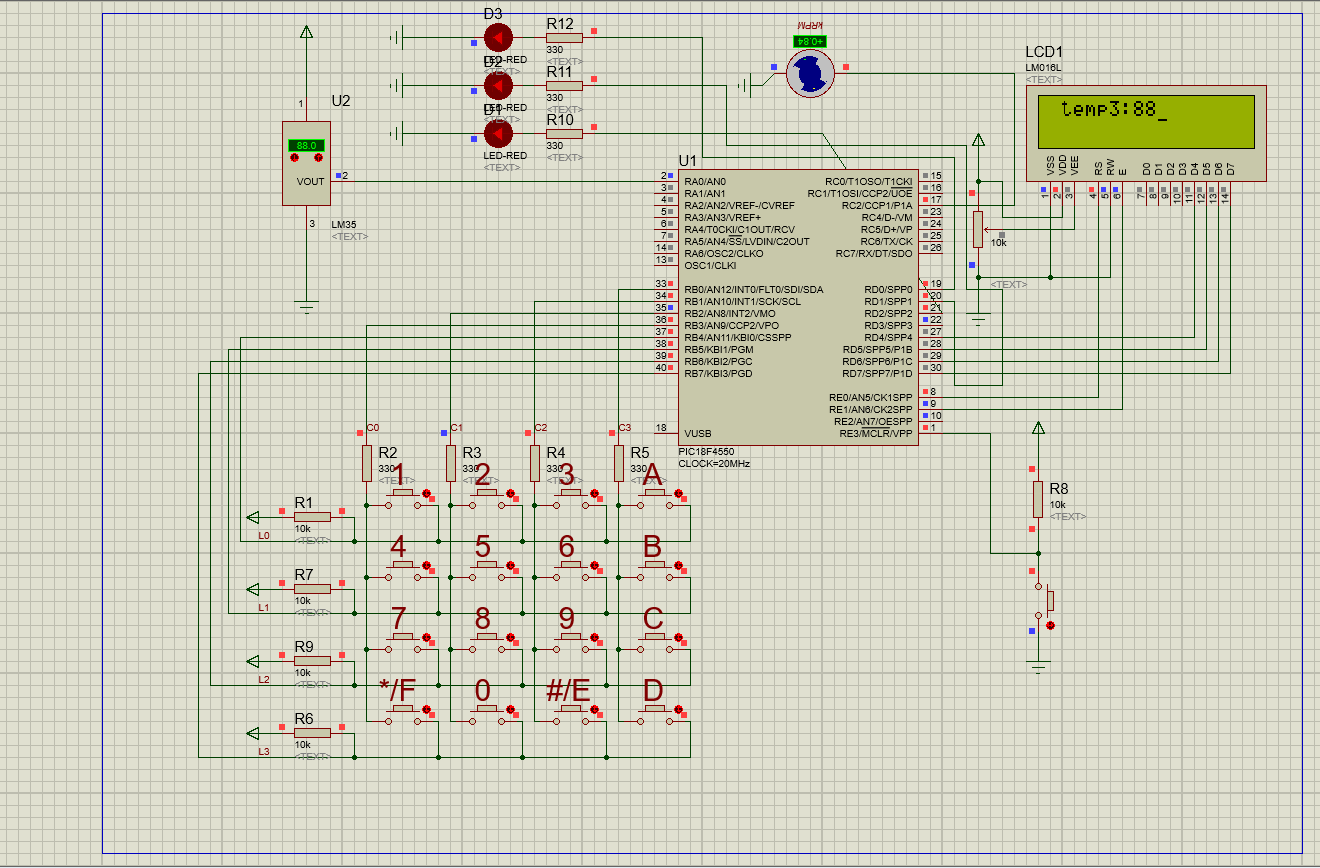 D3
R12
330
<TEXT>
LED-RED
<TEXT>
D2
R11
330
<TEXT>
LED-RED
<TEXT>
D1
R10
330
<TEXT>
LED-RED
<TEXT>
kRPM
+0.84
LCD1
LM016L
<TEXT>
temp3:88_
VSS
VDD
VEE
RS
RW
E
D0
D1
D2
D3
D4
D5
D6
D7
1
2
3
4
5
6
7
8
9
10
11
12
13
14
U2
1
88.0
VOUT
2
3
LM35
<TEXT>
U1
2 RA0/AN0 RC0/T1OSO/T1CKI 15
3 RA1/AN1 RC1/T1OSI/CCP2/UOE 16
4 RA2/AN2/VREF-/CVREF RC2/CCP1/P1A 17
5 RA3/AN3/VREF+ RC4/D-/VM 23
6 RA4/T0CKI/C1OUT/RCV RC5/D+/VP 24
7 RA5/AN4/SS/LVDIN/C2OUT RC6/TX/CK 25
14 RA6/OSC2/CLKO RC7/RX/DT/SDO 26
13 OSC1/CLKI
33 RB0/AN12/INT0/FLT0/SDI/SDA RD0/SPP0 19
34 RB1/AN10/INT1/SCK/SCL RD1/SPP1 20
35 RB2/AN8/INT2/VMO RD2/SPP2 21
36 RB3/AN9/CCP2/VPO RD3/SPP3 22
37 RB4/AN11/KBI0/CSSPP RD4/SPP4 27
38 RB5/KBI1/PGM RD5/SPP5/P1B 28
39 RB6/KBI2/PGC RD6/SPP6/P1C 29
40 RB7/KBI3/PGD RD7/SPP7/P1D 30
RE0/AN5/CK1SPP 8
RE1/AN6/CK2SPP 9
RE2/AN7/OESPP 10
18 VUSB RE3/MCLR/VPP 1
PIC18F4550
CLOCK=20MHz
10k
<TEXT>
C0
C1
C2
C3
R2
330
<TEXT>
R3
330
<TEXT>
R4
330
<TEXT>
R5
330
<TEXT>
1 2 3 A
R1
10k
L0
<TEXT>
4 5 6 B
R7
10k
L1
<TEXT>
7 8 9 C
R9
10k
L2
<TEXT>
*/F 0 #/E D
R6
10k
L3
<TEXT>
R8
10k
<TEXT>